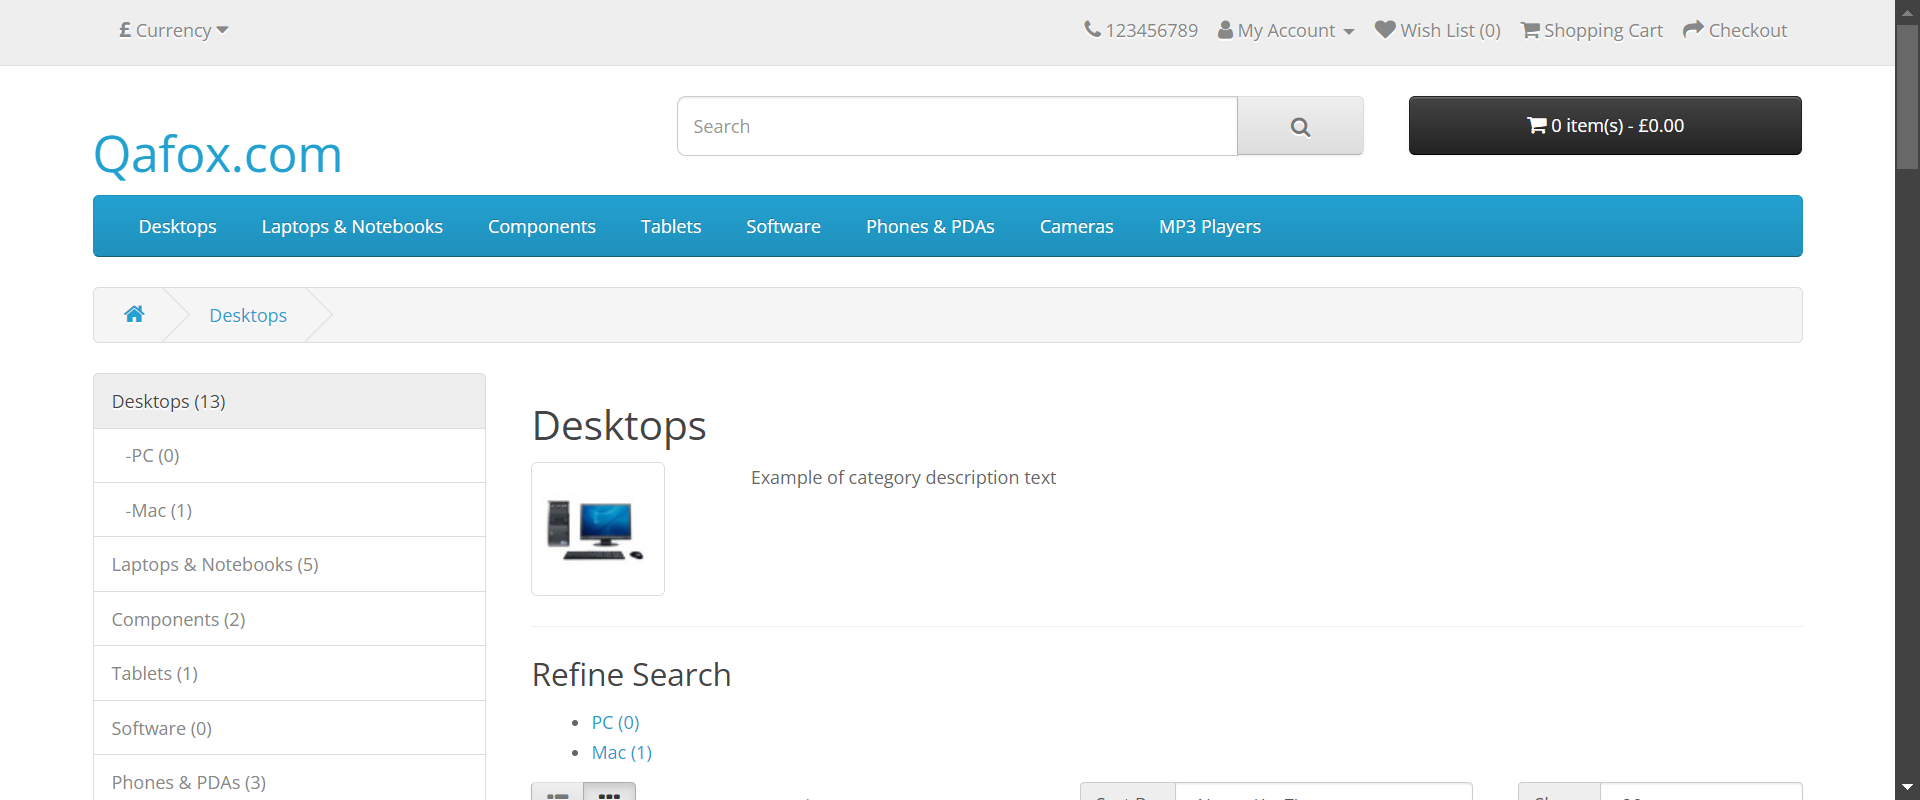 £ Currency
123456789 My Account Wish List (0) Shopping Cart Checkout
Qafox.com
Search
0 item(s) - £0.00
Desktops Laptops & Notebooks Components Tablets Software Phones & PDAs Cameras MP3 Players
Desktops
Desktops (13)
-PC (0)
-Mac (1)
Laptops & Notebooks (5)
Components (2)
Tablets (1)
Software (0)
Phones & PDAs (3)
Desktops
Example of category description text
Refine Search
PC (0)
Mac (1)